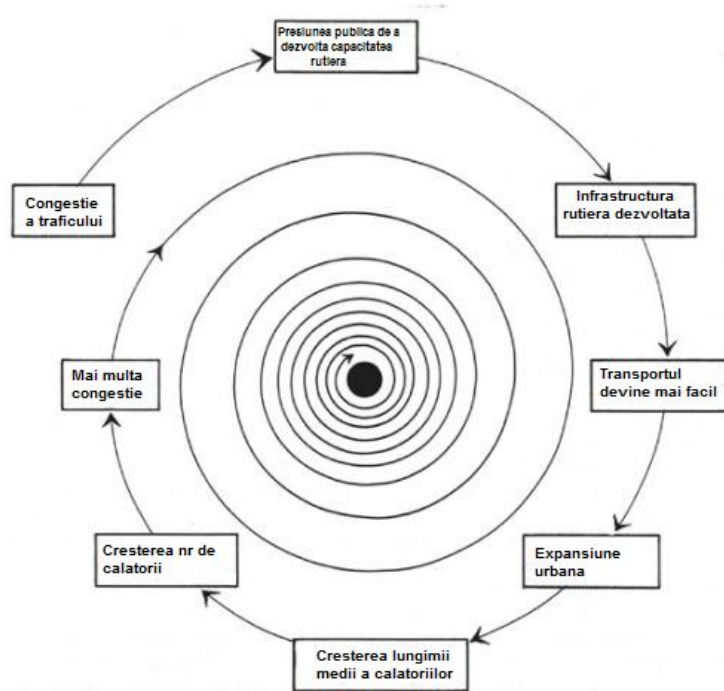 Presiunea publica de a
dezvolta capacitatea
rutiera
Congestie
a traficului
Infrastructura
rutiera dezvoltata
Mai multa
congestie
Transportul
devine mai facil
Cresterea nr de
calatorii
Expansiune
urbana
Cresterea lungimii
medii a calatoriilor